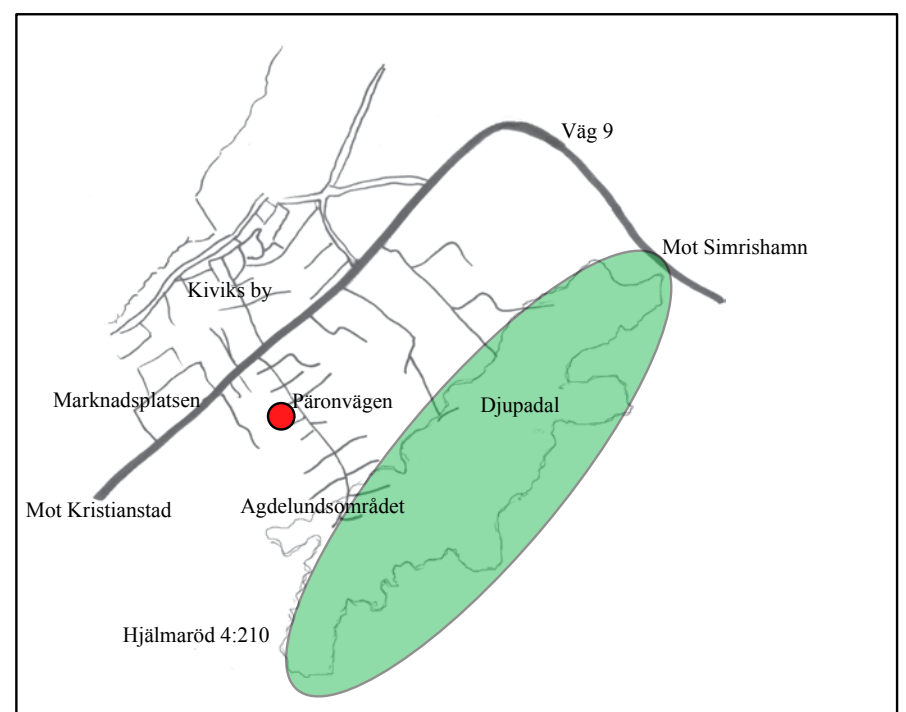 Väg 9
Mot Simrishamn
Kiviks by
Marknadsplatsen
Päronvägen
Djupadal
Agdelundsområdet
Mot Kristianstad
Hjälmaröd 4:210